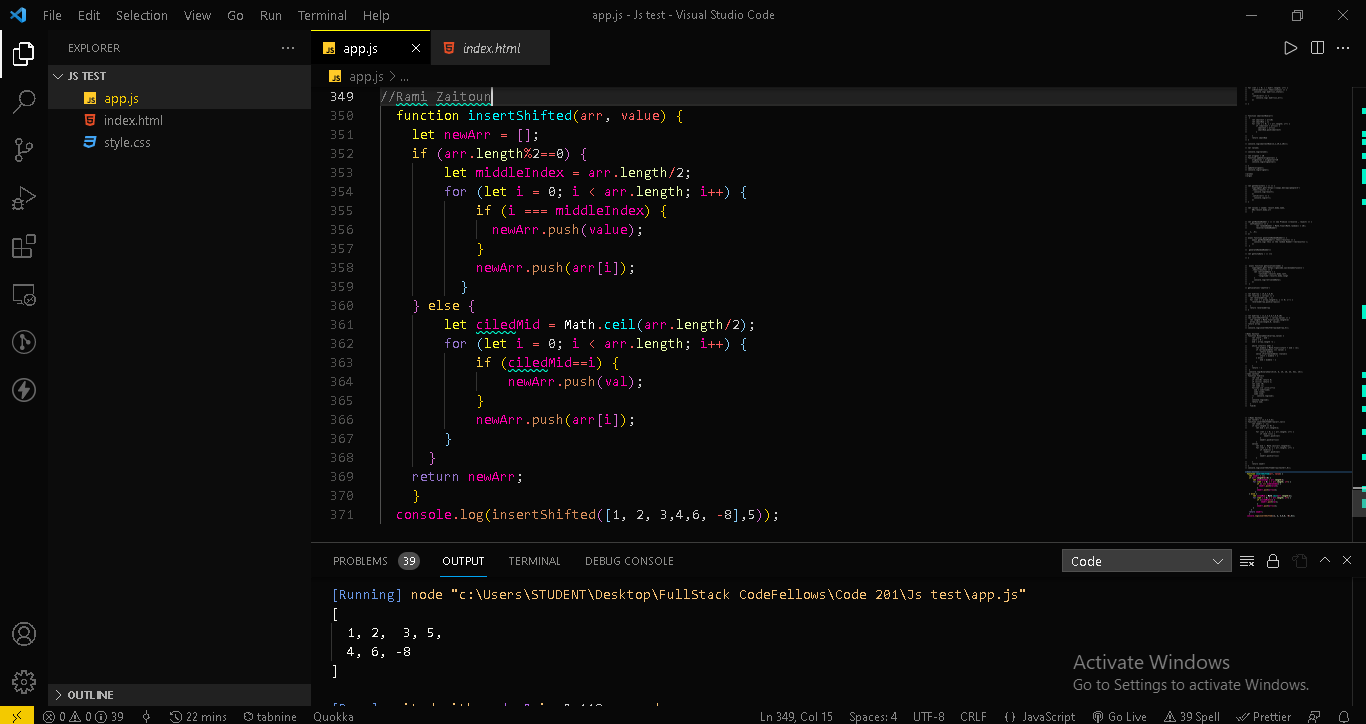 File Edit Selection View Go Run Terminal Help app.js - Js test - Visual Studio Code
EXPLORER
JS TEST
app.js
index.html
style.css
OUTLINE
app.js index.html
app.js > ...
349 //Rami Zaitoun
350 function insertShifted(arr, value) {
351 let newArr = [];
352 if (arr.length%2==0) {
353 let middleIndex = arr.length/2;
354 for (let i = 0; i < arr.length; i++) {
355 if (i === middleIndex) {
356 newArr.push(value);
357 }
358 newArr.push(arr[i]);
359 }
360 } else {
361 let ciledMid = Math.ceil(arr.length/2);
362 for (let i = 0; i < arr.length; i++) {
363 if (ciledMid==i) {
364 newArr.push(val);
365 }
366 newArr.push(arr[i]);
367 }
368 }
369 return newArr;
370 }
371 console.log(insertShifted([1, 2, 3,4,6, -8],5));
PROBLEMS 39 OUTPUT TERMINAL DEBUG CONSOLE Code
[Running] node "c:\Users\STUDENT\Desktop\FullStack CodeFellows\Code 201\Js test\app.js"
[
1, 2, 3, 5,
4, 6, -8
]
Activate Windows
Go to Settings to activate Windows.
0 0 39 22 mins tabnine Quokka Ln 349, Col 15 Spaces: 4 UTF-8 CRLF {} JavaScript Go Live 39 Spell Prettier